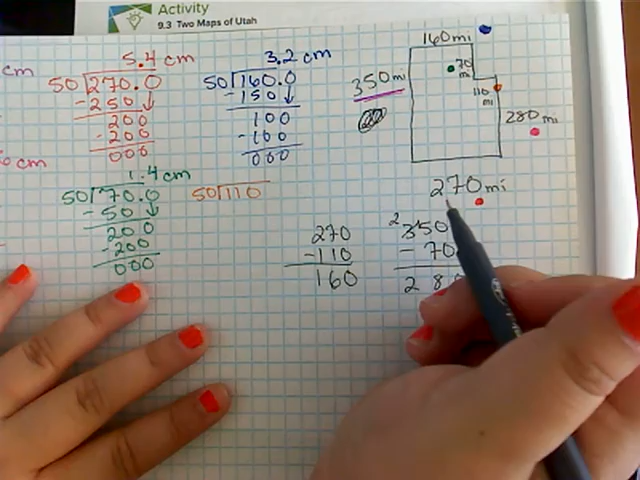 Activity
9.3 Two Maps of Utah
cm
5.4 cm
50 270.0
-250
200
-200
000
3.2 cm
50 160.0
-150
100
-100
000
160 mi
350 mi
70 mi
110 mi
280 mi
270 mi
cm
1.4 cm
50 70.0
-50
200
-200
000
50 110
270
-110
160
2
350
- 70
28